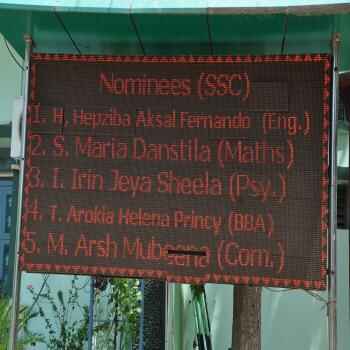 Nominees (SSC)
1. H. Hepziba Aksal Fernando (Eng.)
2. S. Maria Danstila (Maths)
3. I. Irin Jeya Sheela (Psy.)
4. T. Arokia Helena Princy (BBA)
5. M. Arsh Mubeena (Com.)